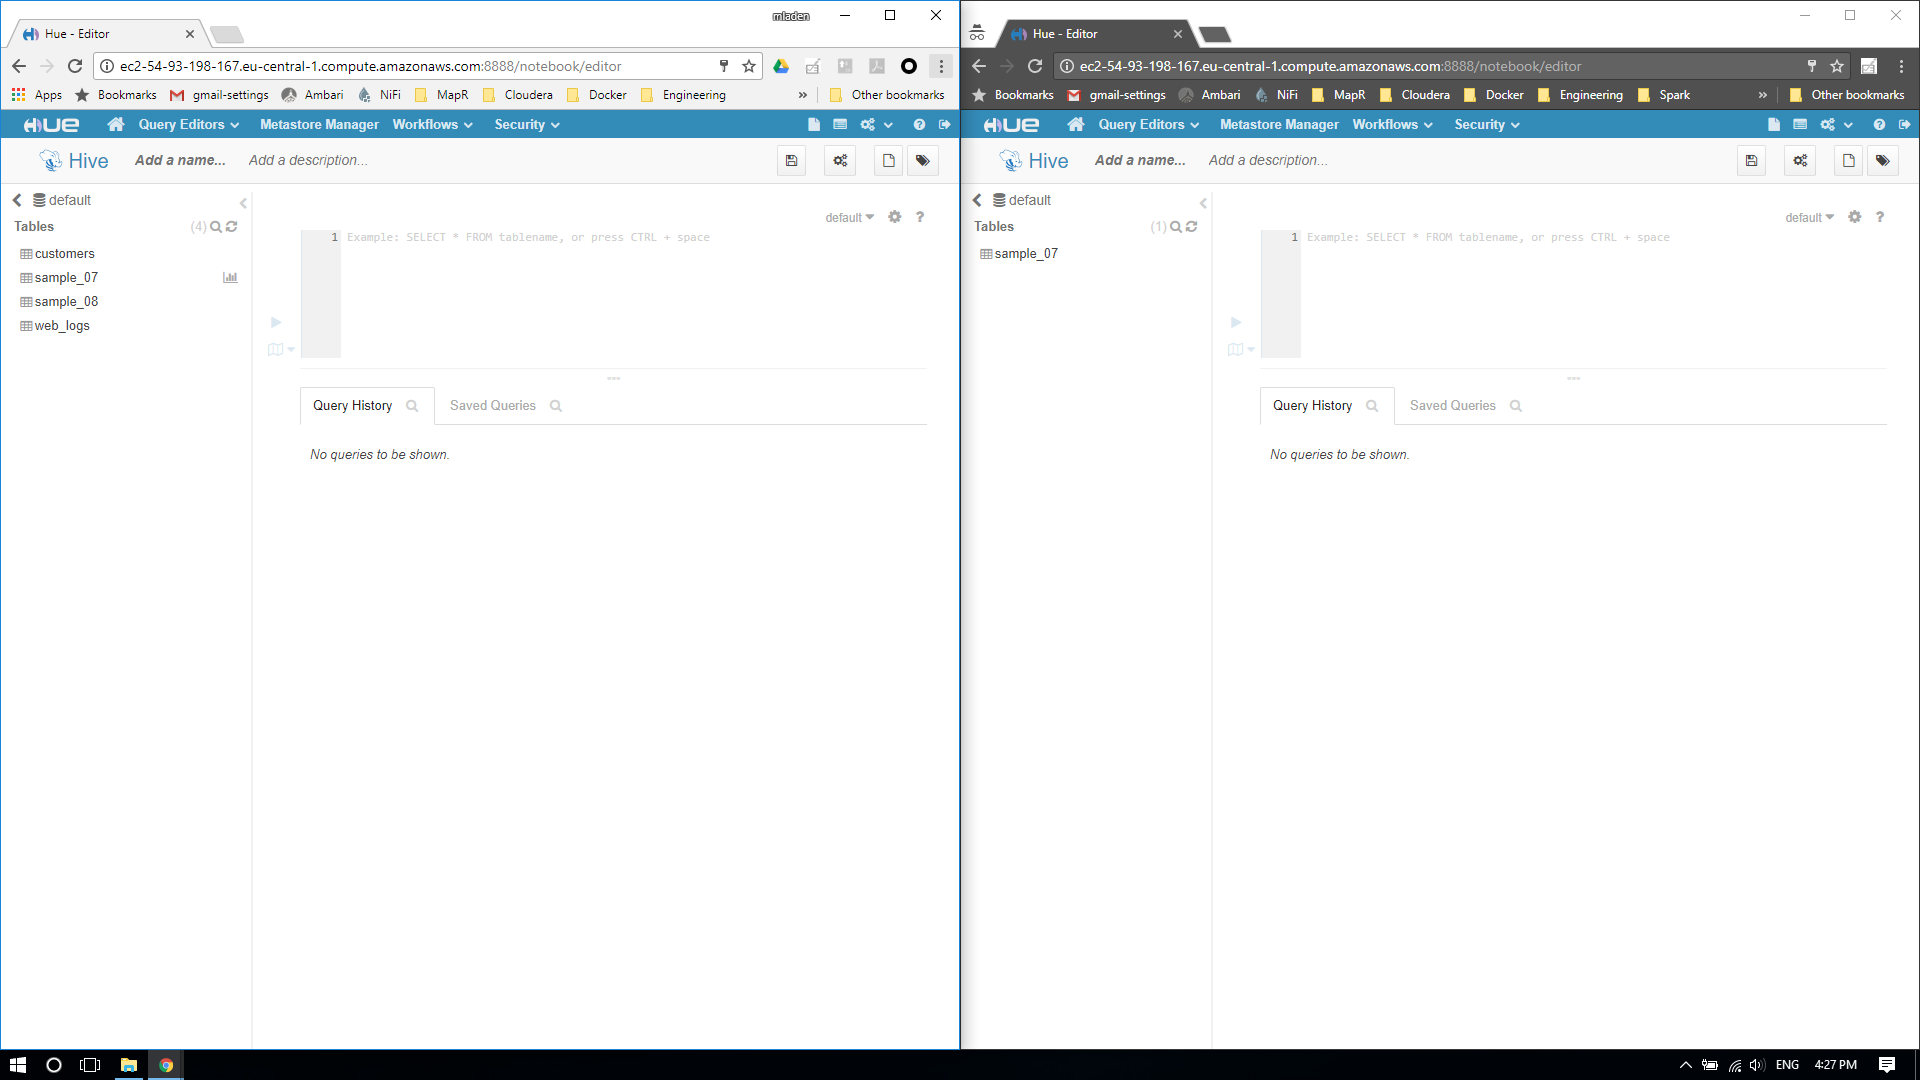 mladen
Hue - Editor
ec2-54-93-198-167.eu-central-1.compute.amazonaws.com:8888/notebook/editor
Apps Bookmarks gmail-settings Ambari NiFi MapR Cloudera Docker Engineering » Other bookmarks
HUE Query Editors Metastore Manager Workflows Security
Hive Add a name... Add a description...
default
Tables (4)
customers
sample_07
sample_08
web_logs
default ?
1 Example: SELECT * FROM tablename, or press CTRL + space
Query History Saved Queries
No queries to be shown.
Hue - Editor
ec2-54-93-198-167.eu-central-1.compute.amazonaws.com:8888/notebook/editor
Bookmarks gmail-settings Ambari NiFi MapR Cloudera Docker Engineering Spark » Other bookmarks
HUE Query Editors Metastore Manager Workflows Security
Hive Add a name... Add a description...
default
Tables (1)
sample_07
default ?
1 Example: SELECT * FROM tablename, or press CTRL + space
Query History Saved Queries
No queries to be shown.
ENG 4:27 PM